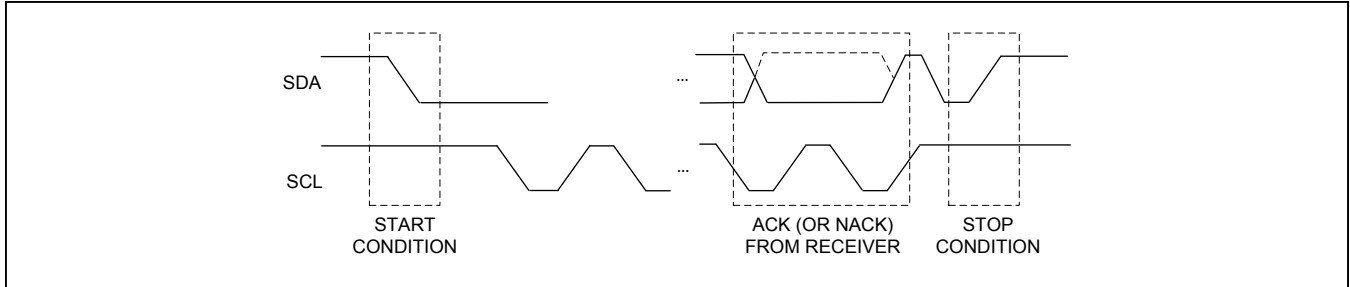 SDA
...
SCL
...
START
CONDITION
ACK (OR NACK)
FROM RECEIVER
STOP
CONDITION